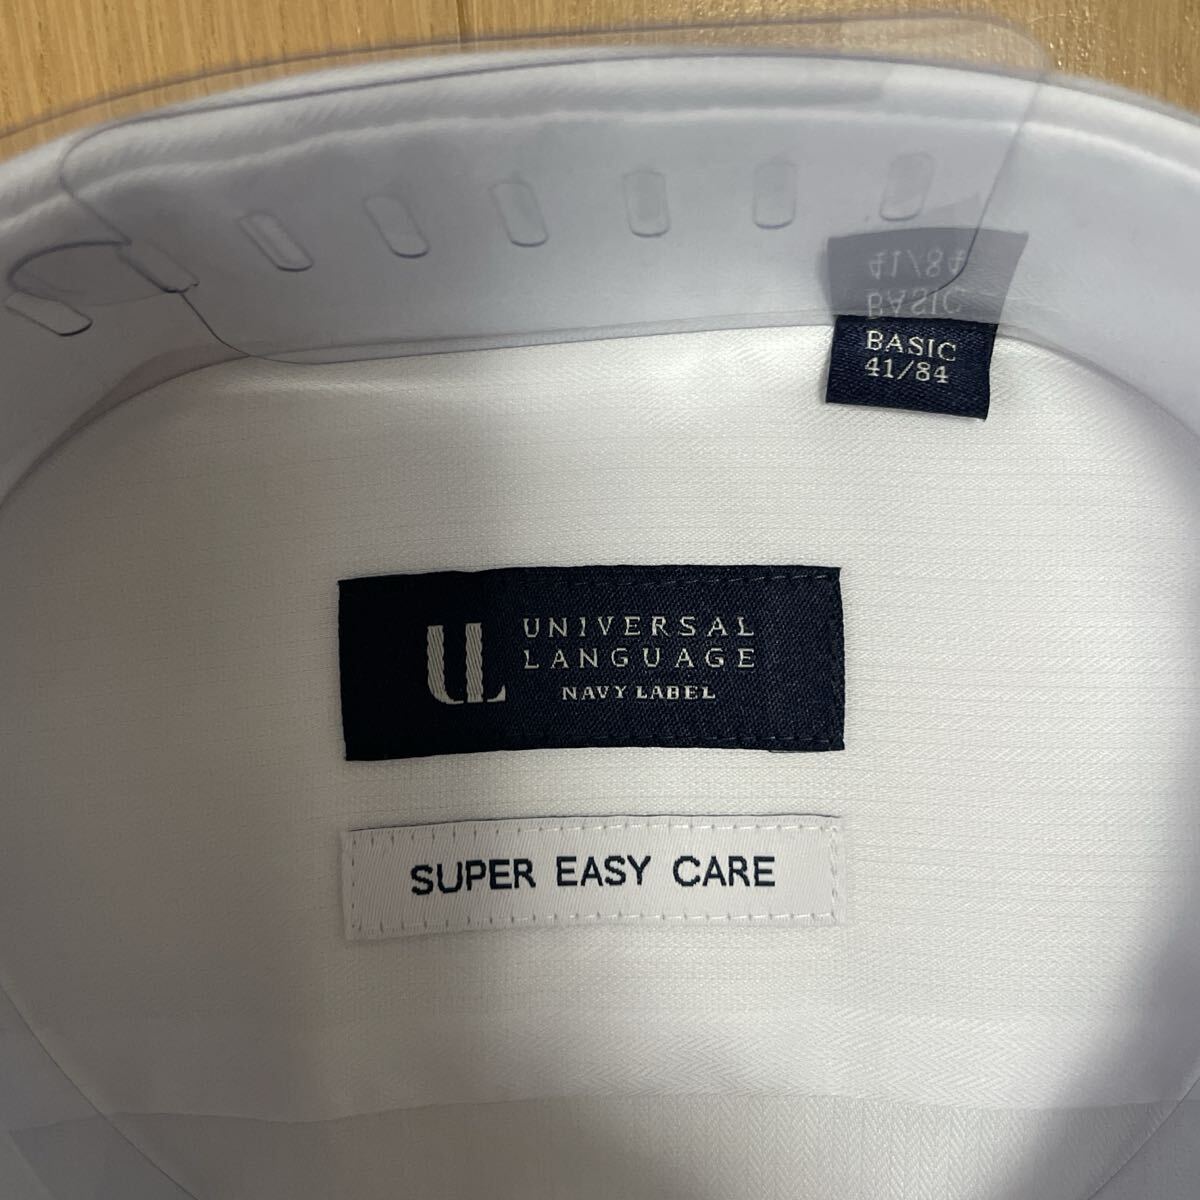 BASIC
41/84
UL
UNIVERSAL
LANGUAGE
NAVY LABEL
SUPER EASY CARE